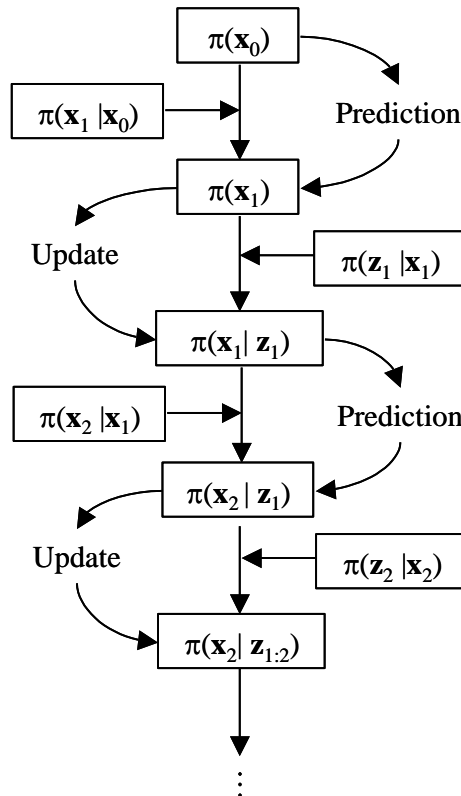 π(x₀)
Prediction
π(x₁ |x₀)
π(x₁)
Update
π(z₁ |x₁)
π(x₁| z₁)
π(x₂ |x₁)
Prediction
π(x₂ | z₁)
Update
π(z₂ |x₂)
π(x₂| z₁:₂)
⋮